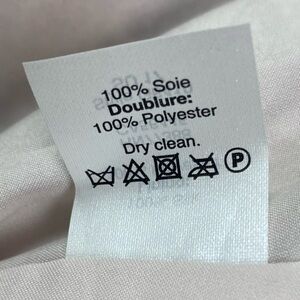 100% Soie
Doublure:
100% Polyester
Dry clean.
P